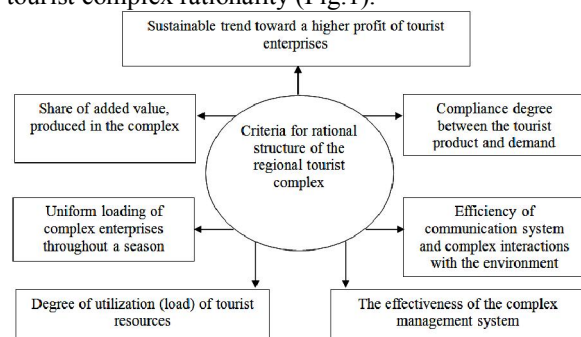 tourist complex rationality (Fig.1).
Sustainable trend toward a higher profit of tourist
enterprises
Share of added value,
produced in the complex
Criteria for rational
structure of the
regional tourist
complex
Compliance degree
between the tourist
product and demand
Uniform loading of
complex enterprises
throughout a season
Efficiency of
communication system
and complex interactions
with the environment
Degree of utilization (load) of tourist
resources
The effectiveness of the complex
management system